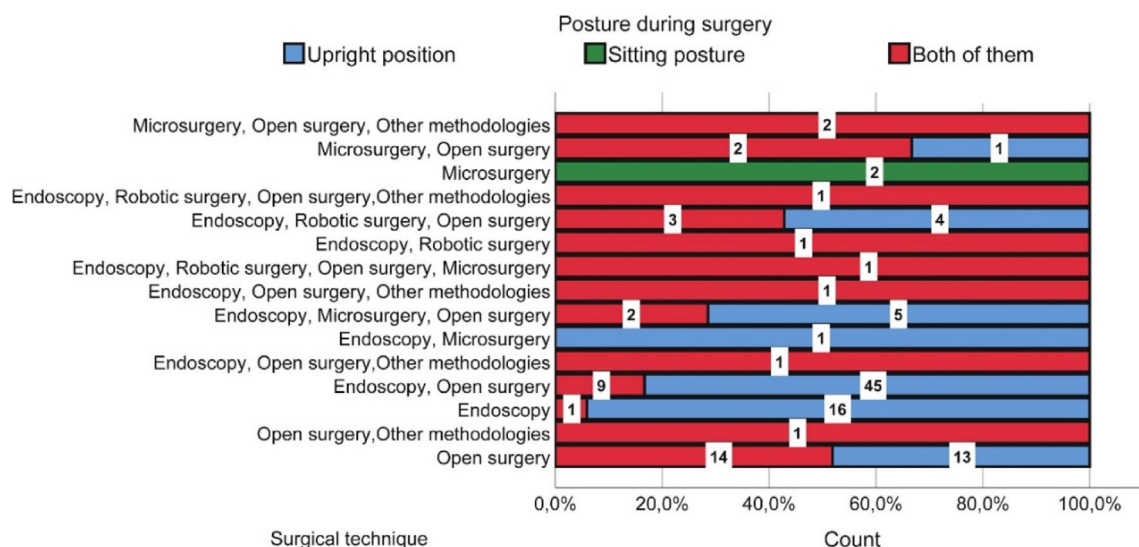 Posture during surgery
Upright position Sitting posture Both of them
Microsurgery, Open surgery, Other methodologies 2
Microsurgery, Open surgery 2 1
Microsurgery 2
Endoscopy, Robotic surgery, Open surgery,Other methodologies 1
Endoscopy, Robotic surgery, Open surgery 3 4
Endoscopy, Robotic surgery 1
Endoscopy, Robotic surgery, Open surgery, Microsurgery 1
Endoscopy, Open surgery, Other methodologies 1
Endoscopy, Microsurgery, Open surgery 2 5
Endoscopy, Microsurgery 1
Endoscopy, Open surgery,Other methodologies 1
Endoscopy, Open surgery 9 45
Endoscopy 1 16
Open surgery,Other methodologies 1
Open surgery 14 13
0,0% 20,0% 40,0% 60,0% 80,0% 100,0%
Surgical technique Count